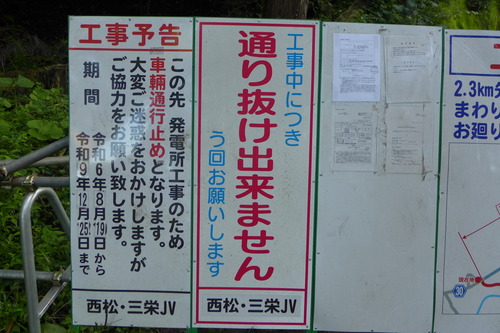 工事予告
この先 発電所工事のため
車輌通行止めとなります。
大変ご迷惑をおかけしますが
ご協力をお願い致します。
期間
令和6年8月19日から
令和9年12月25日まで
西松・三栄JV
工事中につき
通り抜け出来ません
う回お願いします
西松・三栄JV
2.3km
まわり
お廻り
現在地
30